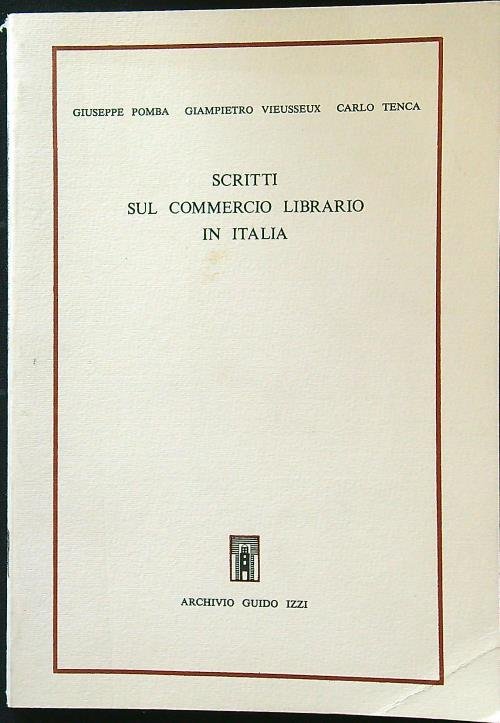 GIUSEPPE POMBA GIAMPIETRO VIEUSSEUX CARLO TENCA
SCRITTI
SUL COMMERCIO LIBRARIO
IN ITALIA
ARCHIVIO GUIDO IZZI